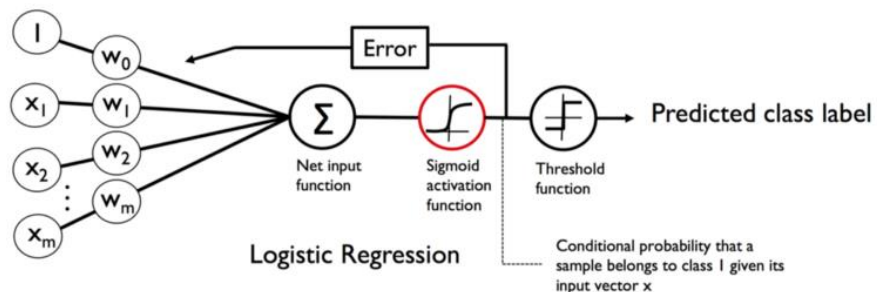 1
w0
Error
x1
w1
Σ
Predicted class label
x2
w2
Net input
function
Sigmoid
activation
function
Threshold
function
⋮
wm
xm
Logistic Regression
Conditional probability that a
sample belongs to class 1 given its
input vector x